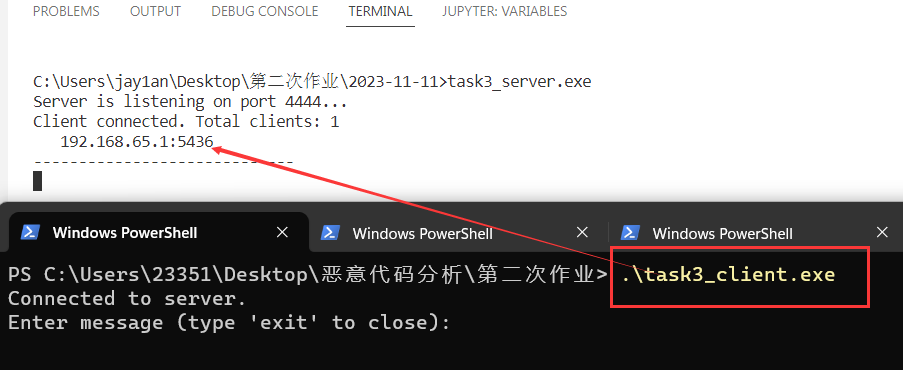 PROBLEMS OUTPUT DEBUG CONSOLE TERMINAL JUPYTER: VARIABLES
C:\Users\jay1an\Desktop\第二次作业\2023-11-11>task3_server.exe
Server is listening on port 4444...
Client connected. Total clients: 1
192.168.65.1:5436
-----------------------------
Windows PowerShell Windows PowerShell Windows PowerShell
PS C:\Users\23351\Desktop\恶意代码分析\第二次作业> .\task3_client.exe
Connected to server.
Enter message (type 'exit' to close):